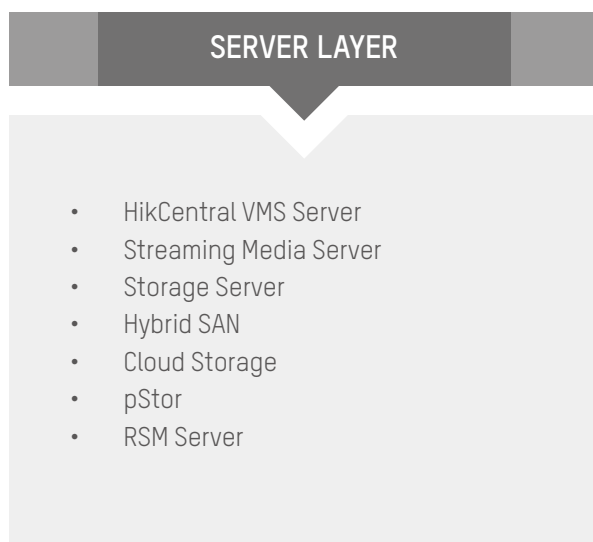 SERVER LAYER
• HikCentral VMS Server
• Streaming Media Server
• Storage Server
• Hybrid SAN
• Cloud Storage
• pStor
• RSM Server